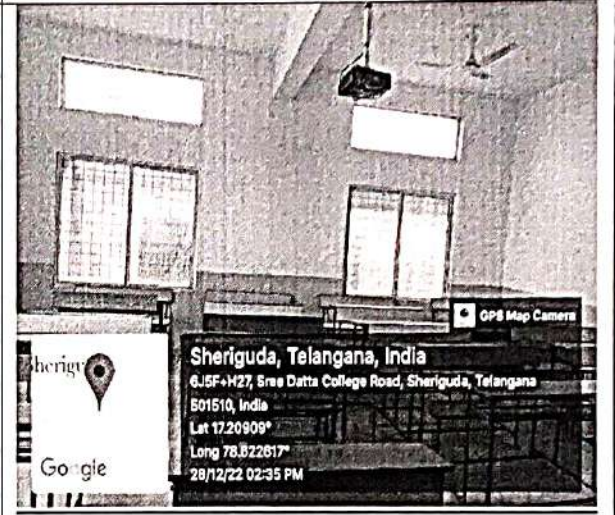 GPS Map Camera
Sheriguda, Telangana, India
6J5F+H27, Sree Datta College Road, Sheriguda, Telangana
501510, India
Lat 17.20909°
Long 78.622617°
28/12/22 02:35 PM
Sherigu
Google